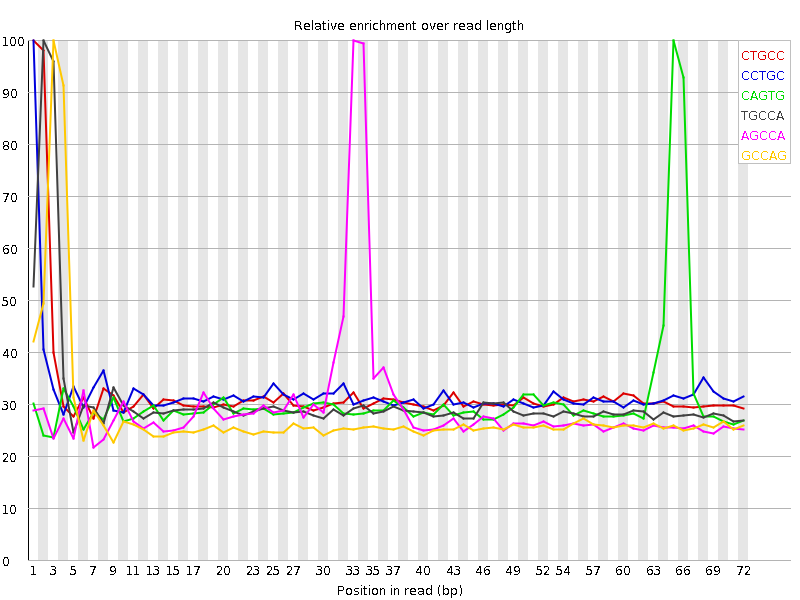 Relative enrichment over read length
100
90
80
70
60
50
40
30
20
10
0
CTGCC
CCTGC
CAGTG
TGCCA
AGCCA
GCCAG
1 3 5 7 9 11 13 15 17 20 23 25 27 30 33 35 37 40 43 46 49 52 54 57 60 63 66 69 72
Position in read (bp)